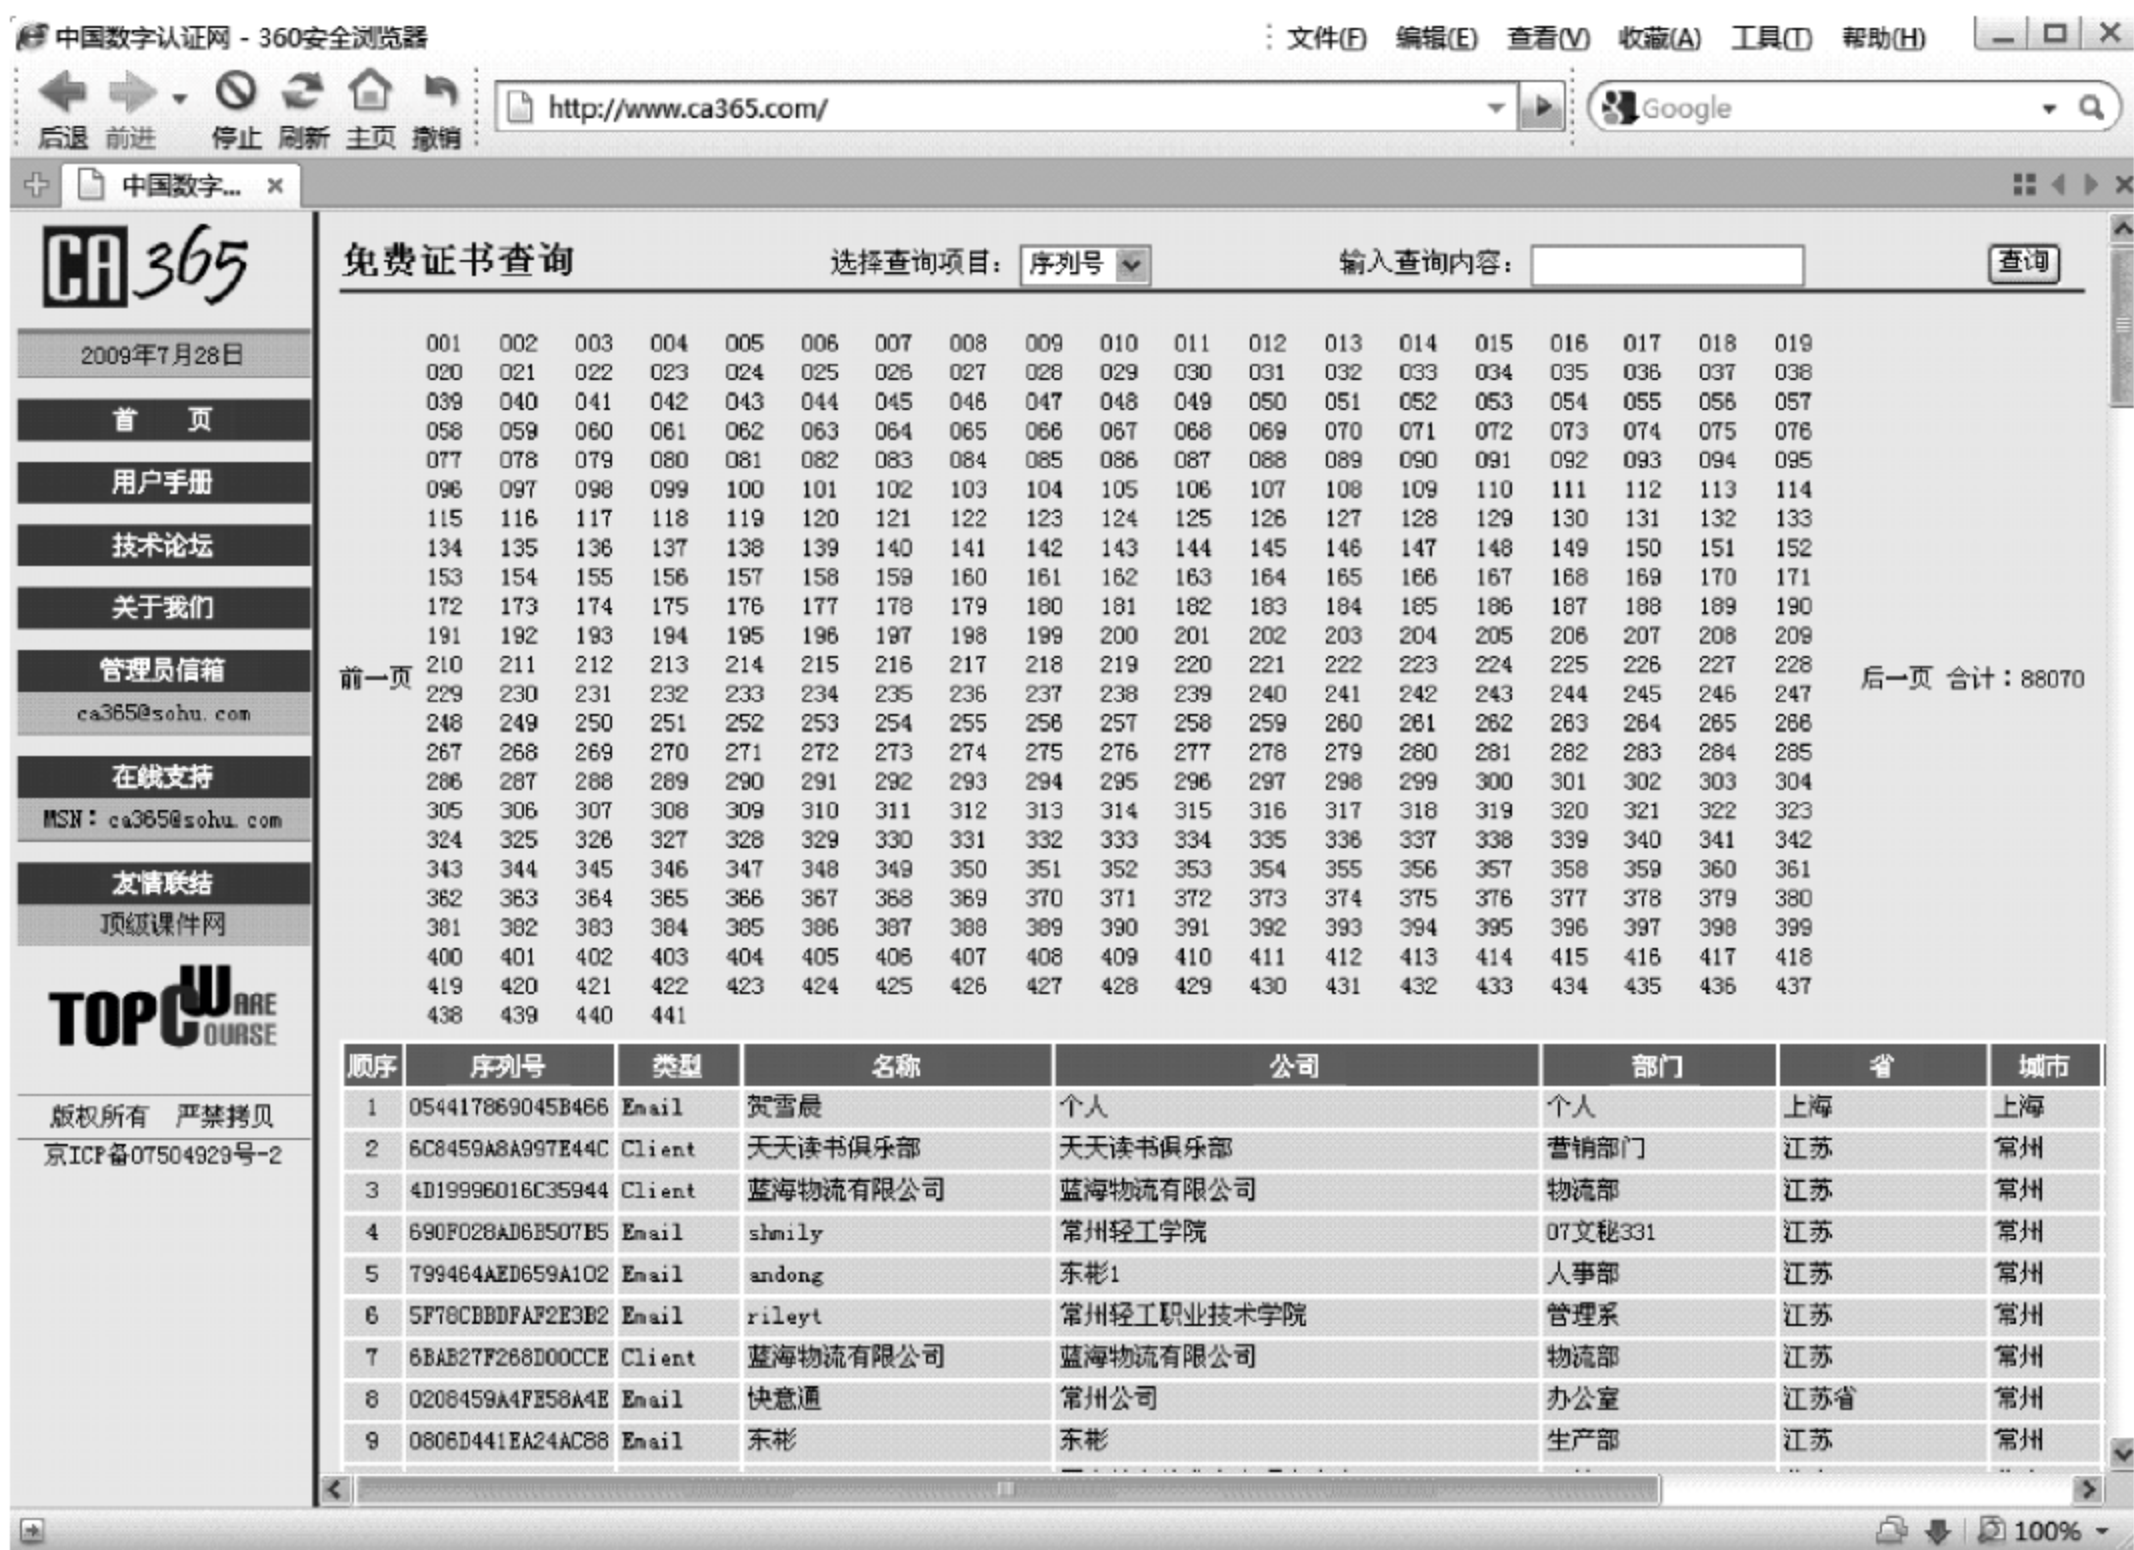 中国数字认证网 - 360安全浏览器
文件(F) 编辑(E) 查看(V) 收藏(A) 工具(T) 帮助(H)
后退 前进 停止 刷新 主页 撤销
http://www.ca365.com/
Google
中国数字...
CA365
2009年7月28日
首 页
用户手册
技术论坛
关于我们
管理员信箱
ca365@sohu.com
在线支持
MSN：ca365@sohu.com
友情联结
顶级课件网
TOPCOURSEWARE
版权所有 严禁拷贝
京ICP备07504929号-2
免费证书查询 选择查询项目： 序列号 输入查询内容： 查询
001 002 003 004 005 006 007 008 009 010 011 012 013 014 015 016 017 018 019
020 021 022 023 024 025 026 027 028 029 030 031 032 033 034 035 036 037 038
039 040 041 042 043 044 045 046 047 048 049 050 051 052 053 054 055 056 057
058 059 060 061 062 063 064 065 066 067 068 069 070 071 072 073 074 075 076
077 078 079 080 081 082 083 084 085 086 087 088 089 090 091 092 093 094 095
096 097 098 099 100 101 102 103 104 105 106 107 108 109 110 111 112 113 114
115 116 117 118 119 120 121 122 123 124 125 126 127 128 129 130 131 132 133
134 135 136 137 138 139 140 141 142 143 144 145 146 147 148 149 150 151 152
153 154 155 156 157 158 159 160 161 162 163 164 165 166 167 168 169 170 171
172 173 174 175 176 177 178 179 180 181 182 183 184 185 186 187 188 189 190
191 192 193 194 195 196 197 198 199 200 201 202 203 204 205 206 207 208 209
210 211 212 213 214 215 216 217 218 219 220 221 222 223 224 225 226 227 228
前一页
后一页 合计：88070
229 230 231 232 233 234 235 236 237 238 239 240 241 242 243 244 245 246 247
248 249 250 251 252 253 254 255 256 257 258 259 260 261 262 263 264 265 266
267 268 269 270 271 272 273 274 275 276 277 278 279 280 281 282 283 284 285
286 287 288 289 290 291 292 293 294 295 296 297 298 299 300 301 302 303 304
305 306 307 308 309 310 311 312 313 314 315 316 317 318 319 320 321 322 323
324 325 326 327 328 329 330 331 332 333 334 335 336 337 338 339 340 341 342
343 344 345 346 347 348 349 350 351 352 353 354 355 356 357 358 359 360 361
362 363 364 365 366 367 368 369 370 371 372 373 374 375 376 377 378 379 380
381 382 383 384 385 386 387 388 389 390 391 392 393 394 395 396 397 398 399
400 401 402 403 404 405 406 407 408 409 410 411 412 413 414 415 416 417 418
419 420 421 422 423 424 425 426 427 428 429 430 431 432 433 434 435 436 437
438 439 440 441
顺序 序列号 类型 名称 公司 部门 省 城市
1 054417869045B466 Email 贺雪晨 个人 个人 上海 上海
2 6C8459A8A997E44C Client 天天读书俱乐部 天天读书俱乐部 营销部门 江苏 常州
3 4D19996016C35944 Client 蓝海物流有限公司 蓝海物流有限公司 物流部 江苏 常州
4 690F028AD6B507B5 Email shmily 常州轻工学院 07文秘331 江苏 常州
5 799464AED659A102 Email andong 东彬1 人事部 江苏 常州
6 5F78CBBDFAF2E3B2 Email rileyt 常州轻工职业技术学院 管理系 江苏 常州
7 6BAB27F268D00CCE Client 蓝海物流有限公司 蓝海物流有限公司 物流部 江苏 常州
8 0208459A4FE58A4E Email 快意通 常州公司 办公室 江苏省 常州
9 0806D441EA24AC88 Email 东彬 东彬 生产部 江苏 常州
100%